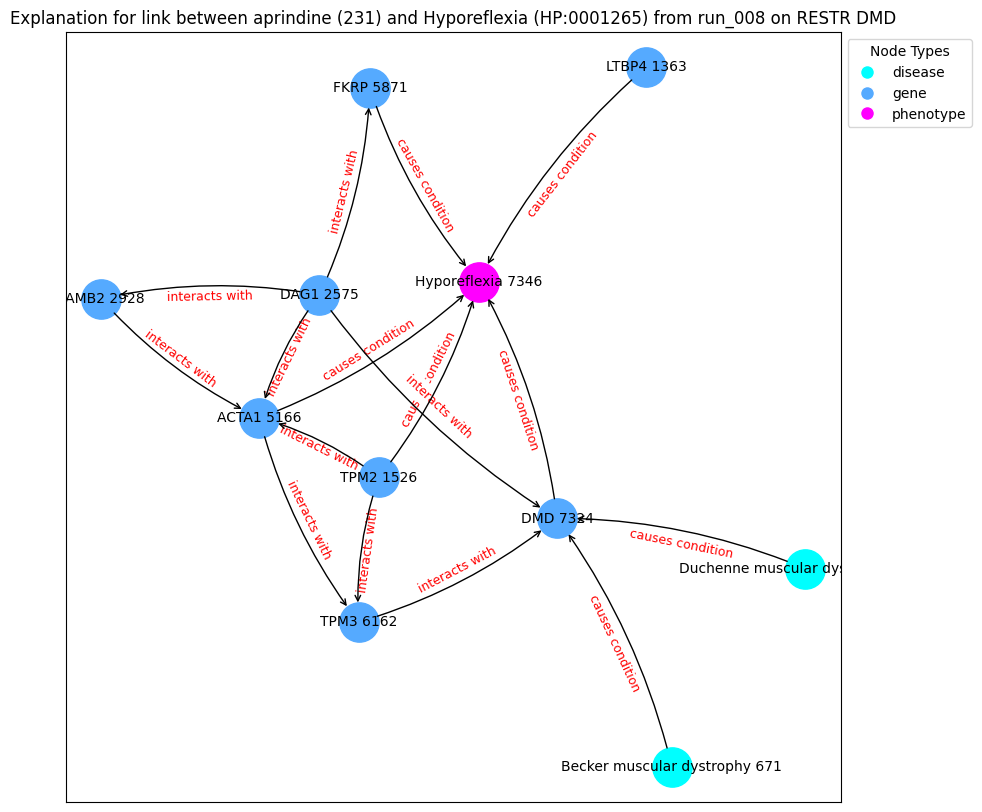 Explanation for link between aprindine (231) and Hyporeflexia (HP:0001265) from run_008 on RESTR DMD
Node Types
disease
gene
phenotype
LTBP4 1363
FKRP 5871
causes condition
causes condition
interacts with
Hyporeflexia 7346
DAG1 2575
AMB2 2928
interacts with
interacts with
interacts with
causes condition
interacts with
causes condition
ACTA1 5166
interacts with
TPM2 1526
interacts with
interacts with
DMD 7324
causes condition
Duchenne muscular dys
interacts with
TPM3 6162
causes condition
Becker muscular dystrophy 671